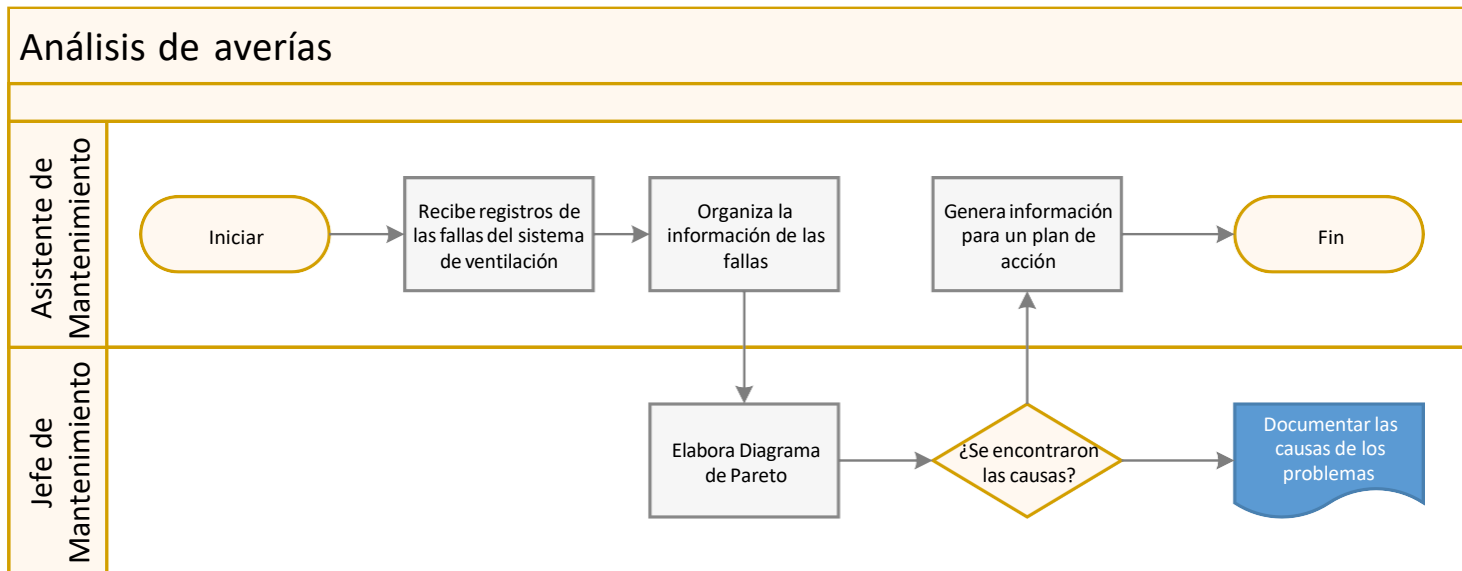 Análisis de averías
Asistente de
Mantenimiento
Iniciar
Recibe registros de
las fallas del sistema
de ventilación
Organiza la
información de las
fallas
Genera información
para un plan de
acción
Fin
Jefe de
Mantenimiento
Elabora Diagrama
de Pareto
¿Se encontraron
las causas?
Documentar las
causas de los
problemas